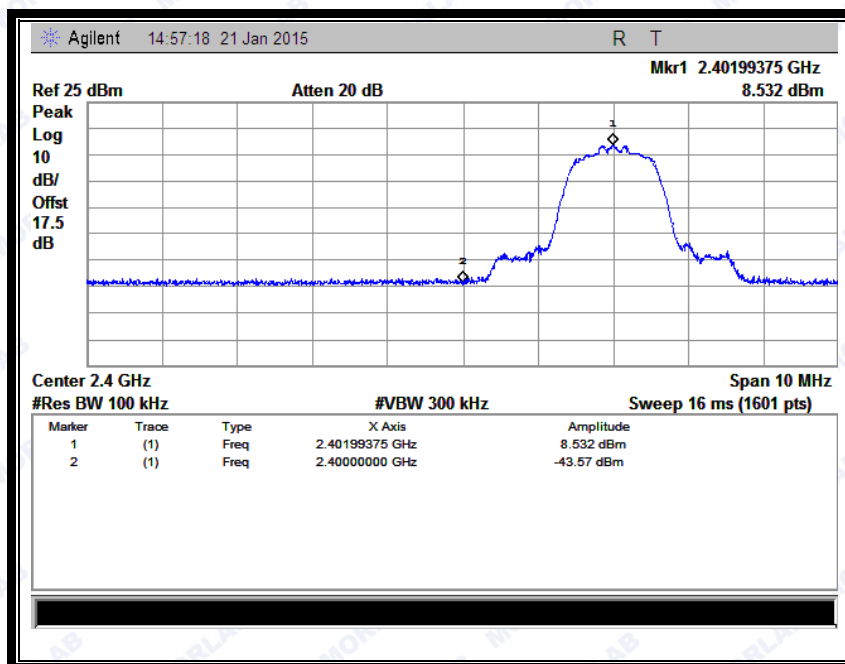 Agilent 14:57:18 21 Jan 2015 R T
Mkr1 2.40199375 GHz
Ref 25 dBm Atten 20 dB 8.532 dBm
Peak
Log
10
dB/
Offst
17.5
dB
1
2
Center 2.4 GHz Span 10 MHz
#Res BW 100 kHz #VBW 300 kHz Sweep 16 ms (1601 pts)
Marker Trace Type X Axis Amplitude
1 (1) Freq 2.40199375 GHz 8.532 dBm
2 (1) Freq 2.40000000 GHz -43.57 dBm
MORLAB